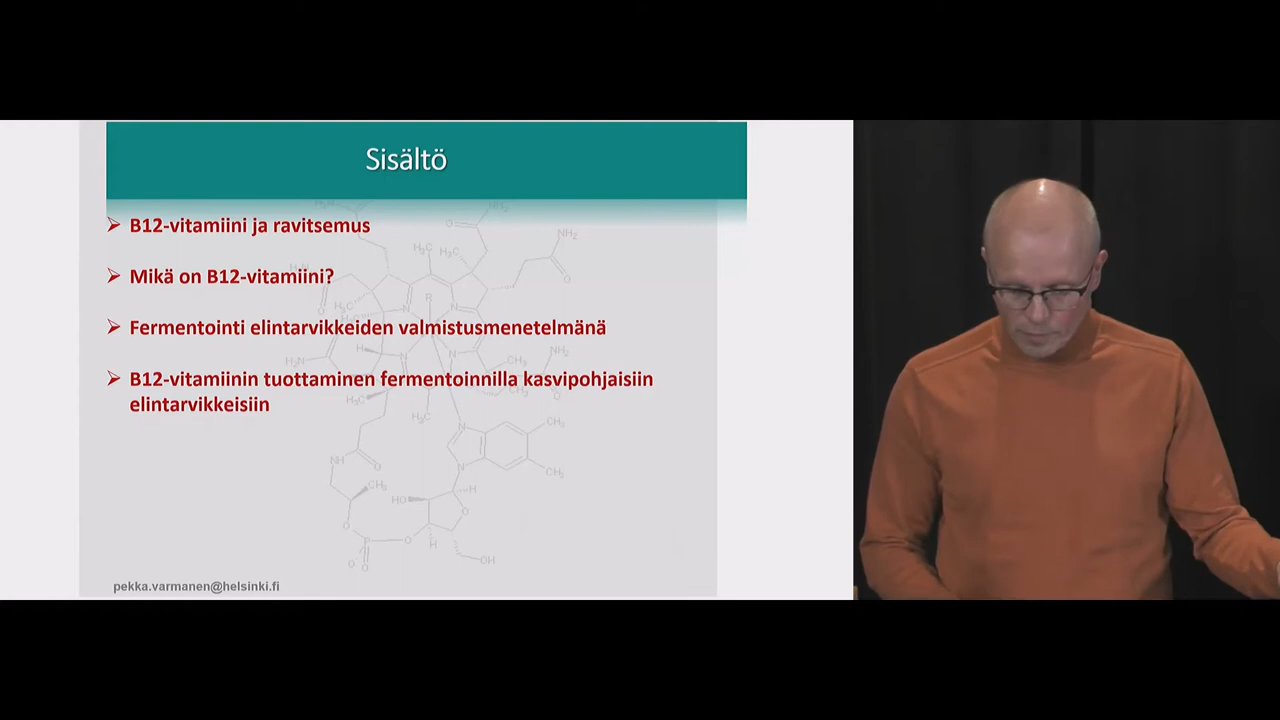 Sisältö
B12-vitamiini ja ravitsemus
Mikä on B12-vitamiini?
Fermentointi elintarvikkeiden valmistusmenetelmänä
B12-vitamiinin tuottaminen fermentoinnilla kasvipohjaisiin
elintarvikkeisiin
pekka.varmanen@helsinki.fi